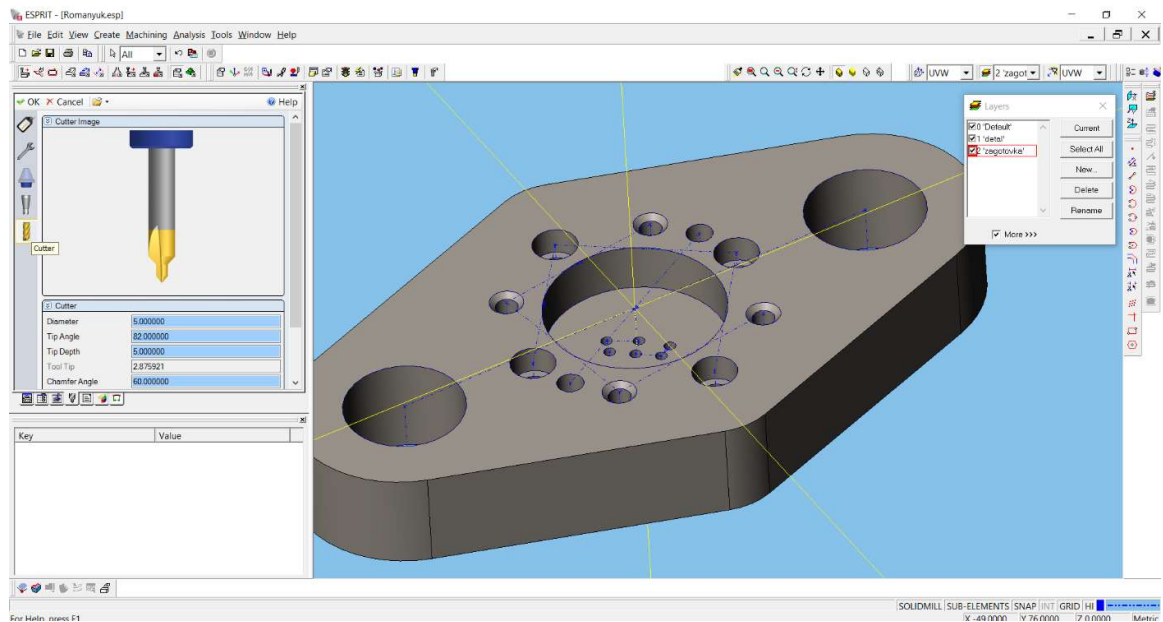 ESPRIT - [Romanyuk.esp]
File Edit View Create Machining Analysis Tools Window Help
All
UVW 2 'zagot UVW
OK Cancel Help
Cutter Image
Cutter
Cutter
Diameter 5.000000
Tip Angle 82.000000
Tip Depth 5.000000
Tool Tip 2.875921
Chamfer Angle 60.000000
Key Value
Layers
0 'Default' Current
1 'detal' Select All
2 'zagotovka' New...
Delete
Rename
More >>>
SOLIDMILL SUB-ELEMENTS SNAP INT GRID HI
For Help, press F1 X -49.0000 Y 76.0000 Z 0.0000 Metric